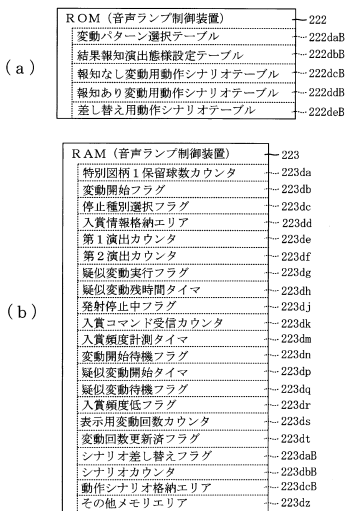 (a)
ROM（音声ランプ制御装置） 222
変動パターン選択テーブル 222daB
結果報知演出態様設定テーブル 222dbB
報知なし変動用動作シナリオテーブル 222dcB
報知あり変動用動作シナリオテーブル 222ddB
差し替え用動作シナリオテーブル 222deB
(b)
RAM（音声ランプ制御装置） 223
特別図柄１保留球数カウンタ 223da
変動開始フラグ 223db
停止種別選択フラグ 223dc
入賞情報格納エリア 223dd
第１演出カウンタ 223de
第２演出カウンタ 223df
疑似変動実行フラグ 223dg
疑似変動残時間タイマ 223dh
発射停止中フラグ 223dj
入賞コマンド受信カウンタ 223dk
入賞頻度計測タイマ 223dm
変動開始待機フラグ 223dn
疑似変動開始タイマ 223dp
疑似変動待機フラグ 223dq
入賞頻度低フラグ 223dr
表示用変動回数カウンタ 223ds
変動回数更新済フラグ 223dt
シナリオ差し替えフラグ 223daB
シナリオカウンタ 223dbB
動作シナリオ格納エリア 223dcB
その他メモリエリア 223dz